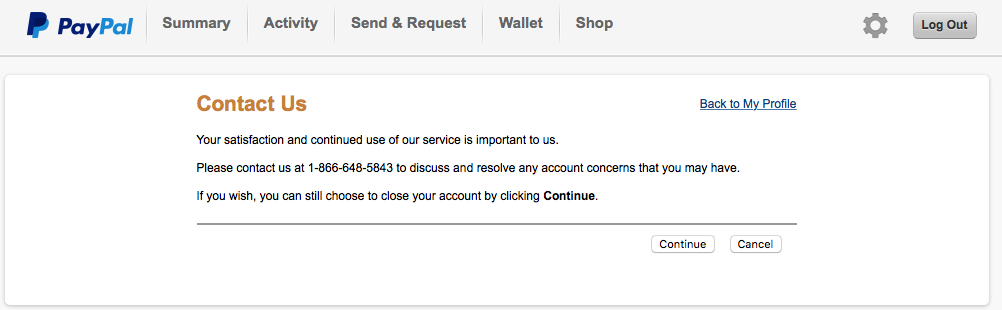 PayPal Summary Activity Send & Request Wallet Shop Log Out
Contact Us Back to My Profile
Your satisfaction and continued use of our service is important to us.
Please contact us at 1-866-648-5843 to discuss and resolve any account concerns that you may have.
If you wish, you can still choose to close your account by clicking Continue.
Continue Cancel